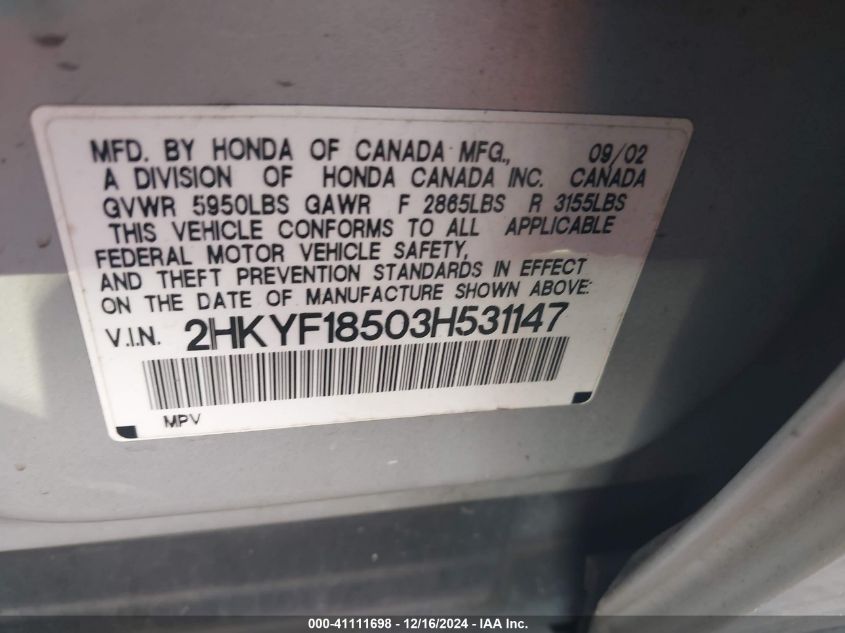 MFD. BY HONDA OF CANADA MFG., 09/02
A DIVISION OF HONDA CANADA INC. CANADA
GVWR 5950LBS GAWR F 2865LBS R 3155LBS
THIS VEHICLE CONFORMS TO ALL APPLICABLE
FEDERAL MOTOR VEHICLE SAFETY,
AND THEFT PREVENTION STANDARDS IN EFFECT
ON THE DATE OF MANUFACTURE SHOWN ABOVE:
V.I.N. 2HKYF18503H531147
MPV
000-41111698 - 12/16/2024 - IAA Inc.